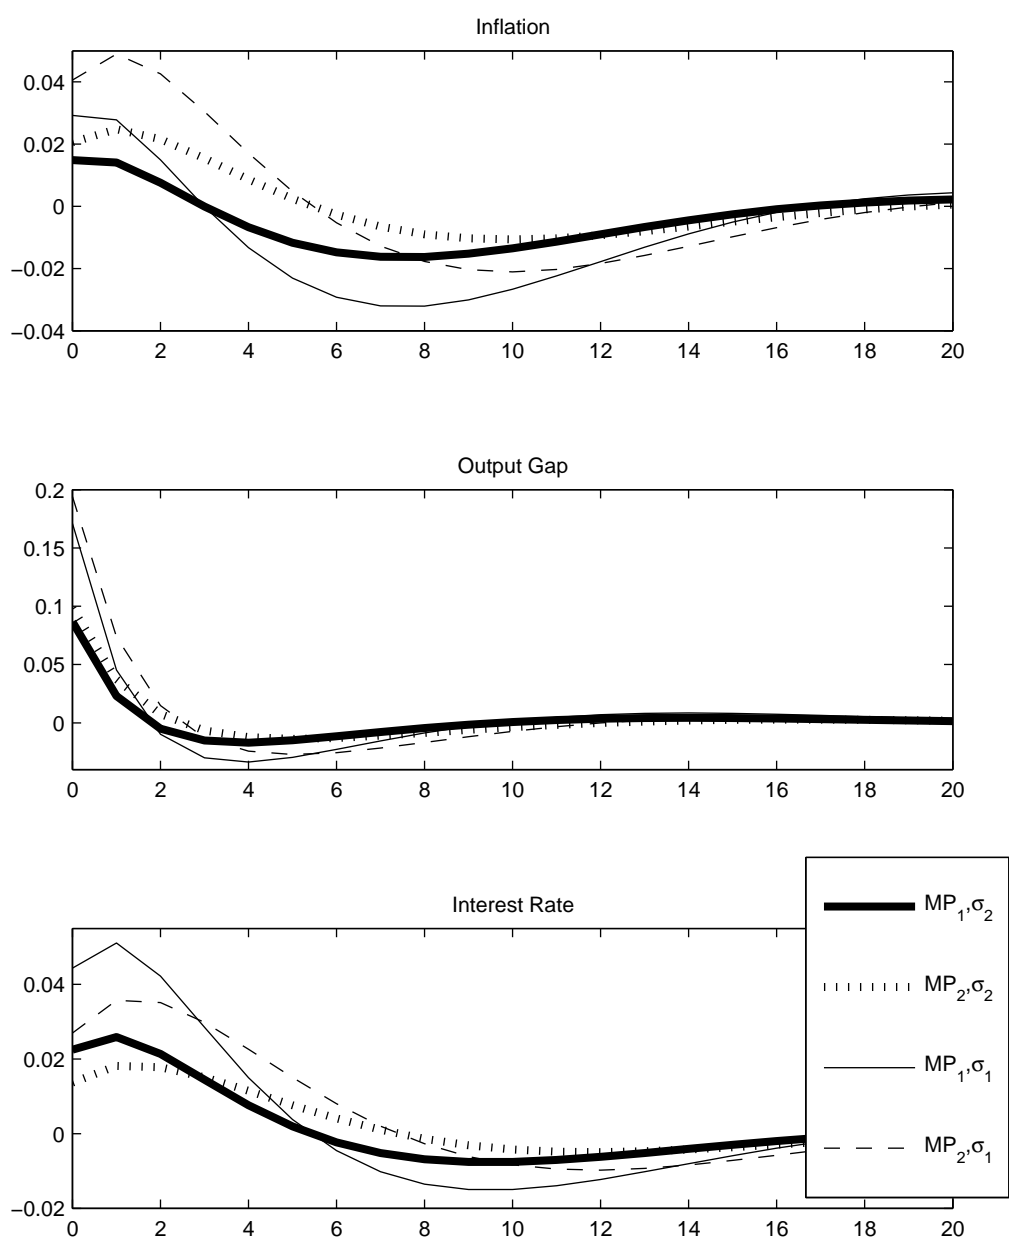 Inflation
0.04
0.02
0
−0.02
−0.04
0 2 4 6 8 10 12 14 16 18 20
Output Gap
0.2
0.15
0.1
0.05
0
0 2 4 6 8 10 12 14 16 18 20
Interest Rate
0.04
0.02
0
−0.02
0 2 4 6 8 10 12 14 16 18 20
MP₁,σ₂
MP₂,σ₂
MP₁,σ₁
MP₂,σ₁